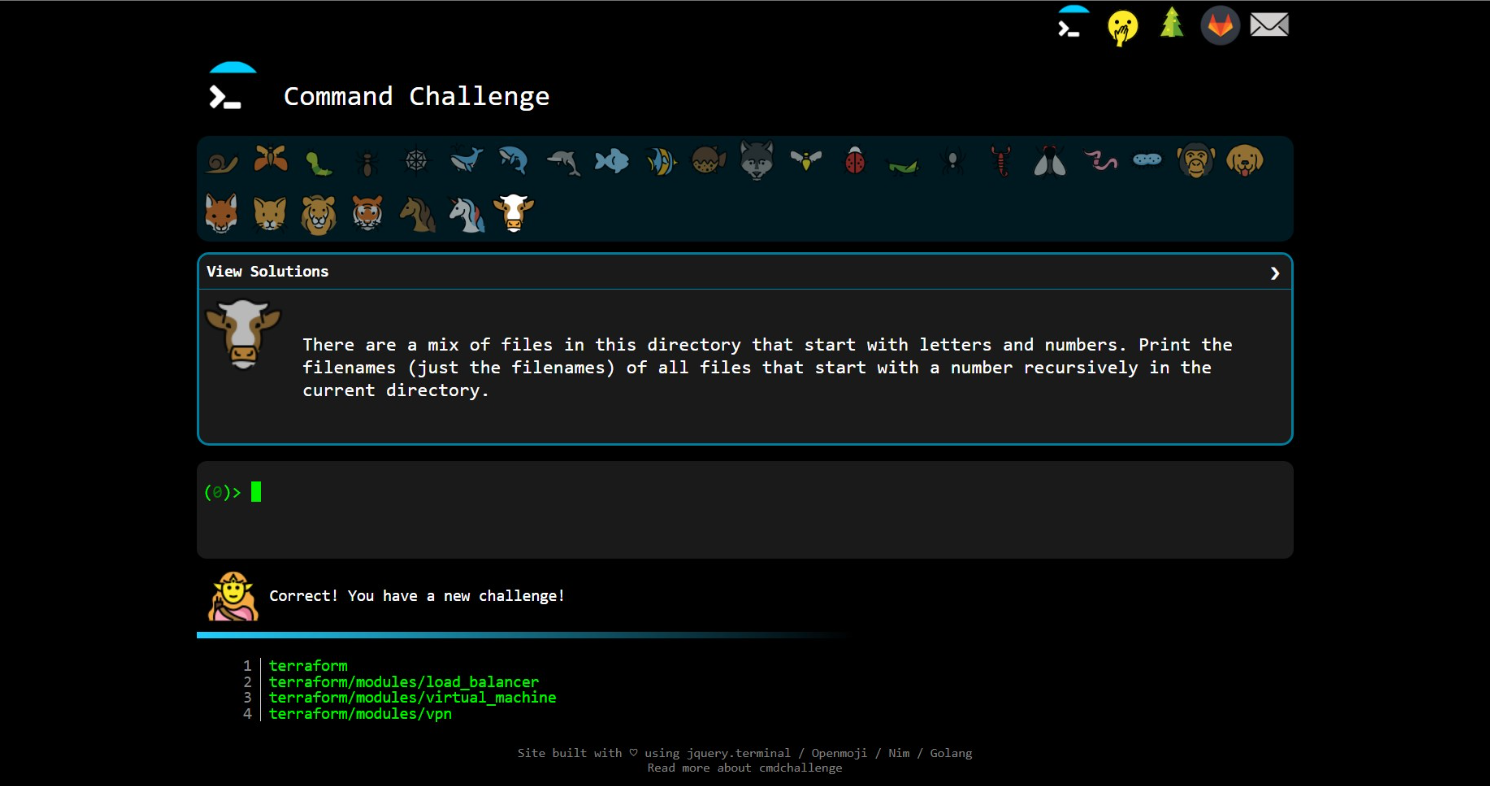 Command Challenge
View Solutions
There are a mix of files in this directory that start with letters and numbers. Print the
filenames (just the filenames) of all files that start with a number recursively in the
current directory.
(0)>
Correct! You have a new challenge!
1 terraform
2 terraform/modules/load_balancer
3 terraform/modules/virtual_machine
4 terraform/modules/vpn
Site built with ♡ using jquery.terminal / Openmoji / Nim / Golang
Read more about cmdchallenge